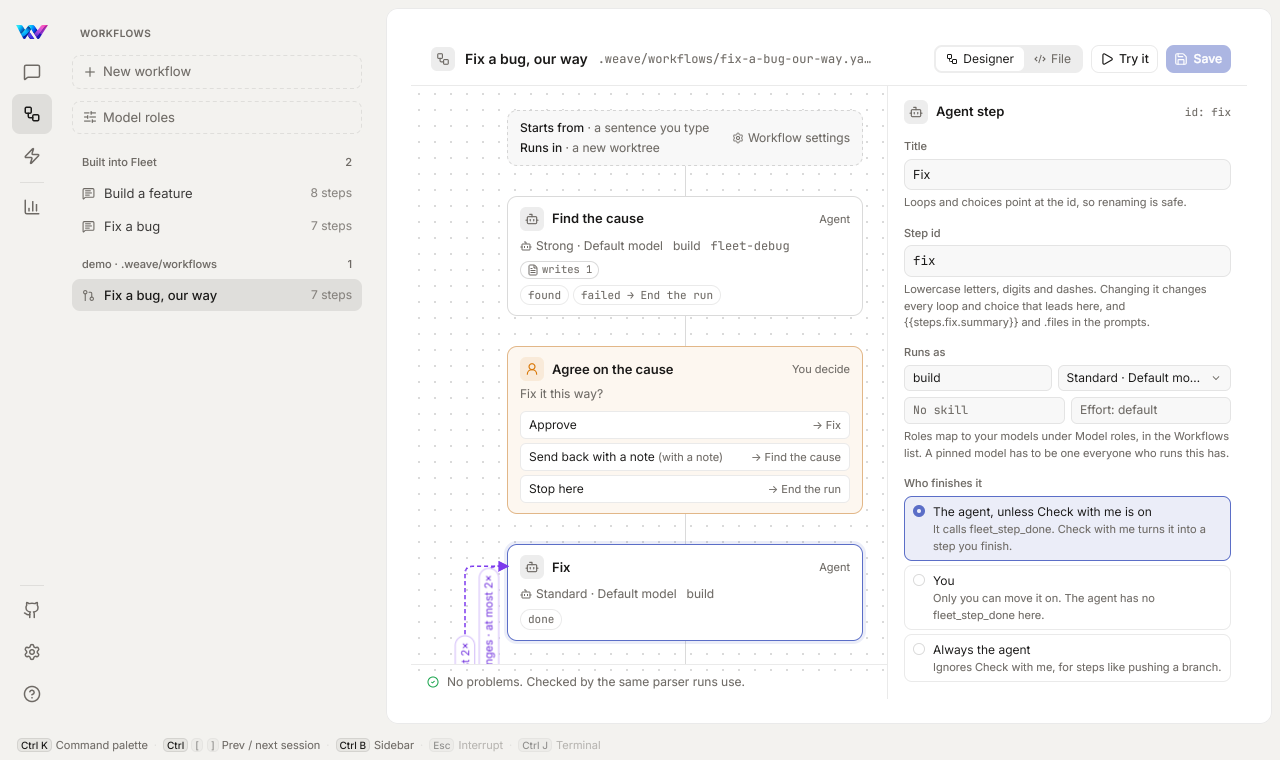 WORKFLOWS
New workflow
Model roles
Built into Fleet 2
Build a feature 8 steps
Fix a bug 7 steps
demo · .weave/workflows 1
Fix a bug, our way 7 steps
Fix a bug, our way .weave/workflows/fix-a-bug-our-way.ya…
Designer
File
Try it
Save
Starts from · a sentence you type
Runs in · a new worktree
Workflow settings
Find the cause Agent
Strong · Default model build fleet-debug
writes 1
found
failed → End the run
Agree on the cause You decide
Fix it this way?
Approve → Fix
Send back with a note (with a note) → Find the cause
Stop here → End the run
Fix Agent
Standard · Default model build
done
nges · at most 2×
t 2×
No problems. Checked by the same parser runs use.
Agent step id: fix
Title
Fix
Loops and choices point at the id, so renaming is safe.
Step id
fix
Lowercase letters, digits and dashes. Changing it changes
every loop and choice that leads here, and
{{steps.fix.summary}} and .files in the prompts.
Runs as
build
Standard · Default mo...
No skill
Effort: default
Roles map to your models under Model roles, in the Workflows
list. A pinned model has to be one everyone who runs this has.
Who finishes it
The agent, unless Check with me is on
It calls fleet_step_done. Check with me turns it into a
step you finish.
You
Only you can move it on. The agent has no
fleet_step_done here.
Always the agent
Ignores Check with me, for steps like pushing a branch.
Ctrl K Command palette · Ctrl [ ] Prev / next session · Ctrl B Sidebar · Esc Interrupt · Ctrl J Terminal